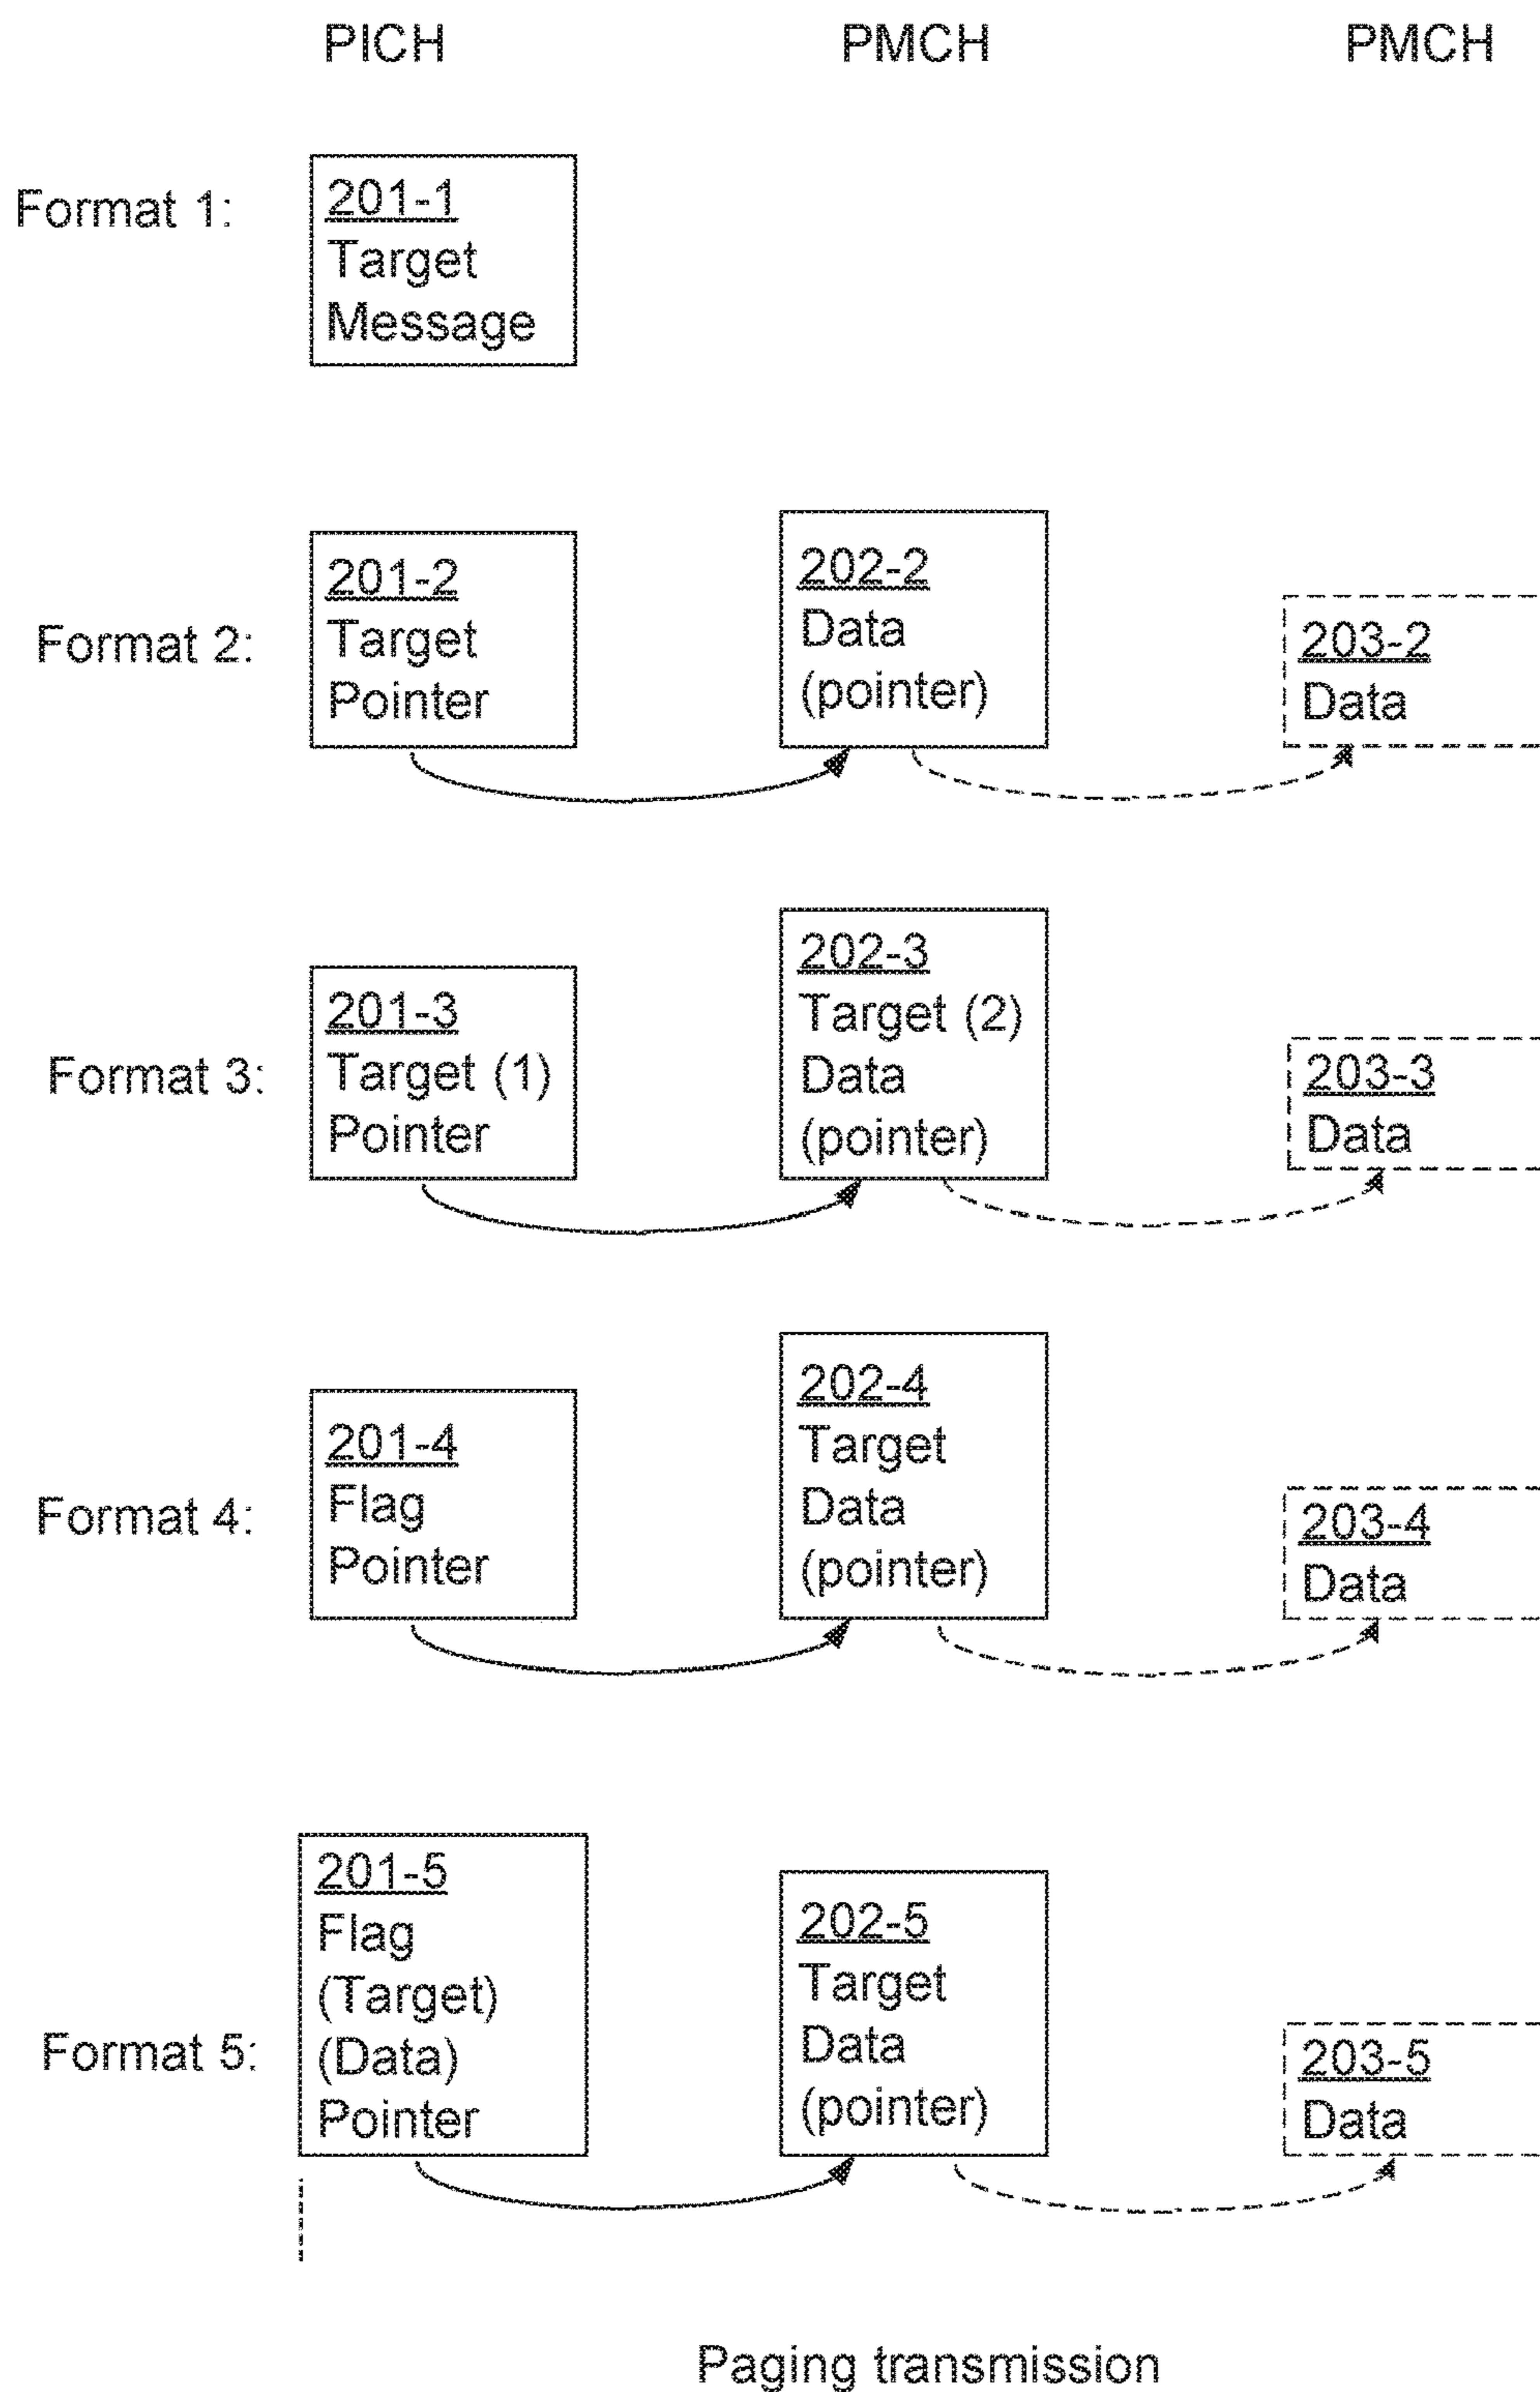 PICH PMCH PMCH
Format 1:
201-1
Target
Message
Format 2:
201-2
Target
Pointer
202-2
Data
(pointer)
203-2
Data
Format 3:
201-3
Target (1)
Pointer
202-3
Target (2)
Data
(pointer)
203-3
Data
Format 4:
201-4
Flag
Pointer
202-4
Target
Data
(pointer)
203-4
Data
Format 5:
201-5
Flag
(Target)
(Data)
Pointer
202-5
Target
Data
(pointer)
203-5
Data
Paging transmission